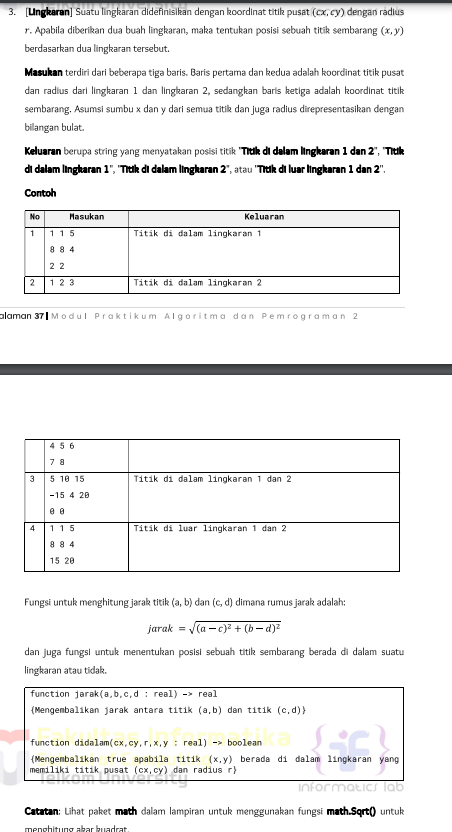 3. [Lingkaran] Suatu lingkaran didefinisikan dengan koordinat titik pusat (cx, cy) dengan radius
r. Apabila diberikan dua buah lingkaran, maka tentukan posisi sebuah titik sembarang (x, y)
berdasarkan dua lingkaran tersebut.
Masukan terdiri dari beberapa tiga baris. Baris pertama dan kedua adalah koordinat titik pusat
dan radius dari lingkaran 1 dan lingkaran 2, sedangkan baris ketiga adalah koordinat titik
sembarang. Asumsi sumbu x dan y dari semua titik dan juga radius direpresentasikan dengan
bilangan bulat.
Keluaran berupa string yang menyatakan posisi titik "Titik di dalam lingkaran 1 dan 2", "Titik
di dalam lingkaran 1", "Titik di dalam lingkaran 2", atau "Titik di luar lingkaran 1 dan 2".
Contoh
No Masukan Keluaran
1 1 1 5 Titik di dalam lingkaran 1
8 8 4
2 2
2 1 2 3 Titik di dalam lingkaran 2
alaman 37 | Modul Praktikum Algoritma dan Pemrograman 2
4 5 6
7 8
3 5 10 15 Titik di dalam lingkaran 1 dan 2
-15 4 20
0 0
4 1 1 5 Titik di luar lingkaran 1 dan 2
8 8 4
15 20
Fungsi untuk menghitung jarak titik (a, b) dan (c, d) dimana rumus jarak adalah:
jarak = √(a − c)² + (b − d)²
dan juga fungsi untuk menentukan posisi sebuah titik sembarang berada di dalam suatu
lingkaran atau tidak.
function jarak(a,b,c,d : real) -> real
{Mengembalikan jarak antara titik (a,b) dan titik (c,d)}
Fakultas Informatika
function didalam(cx,cy,r,x,y : real) -> boolean
{Mengembalikan true apabila titik (x,y) berada di dalam lingkaran yang
memiliki titik pusat (cx,cy) dan radius r}
Telkom University
informatics lab
Catatan: Lihat paket math dalam lampiran untuk menggunakan fungsi math.Sqrt() untuk
menghitung akar kuadrat.